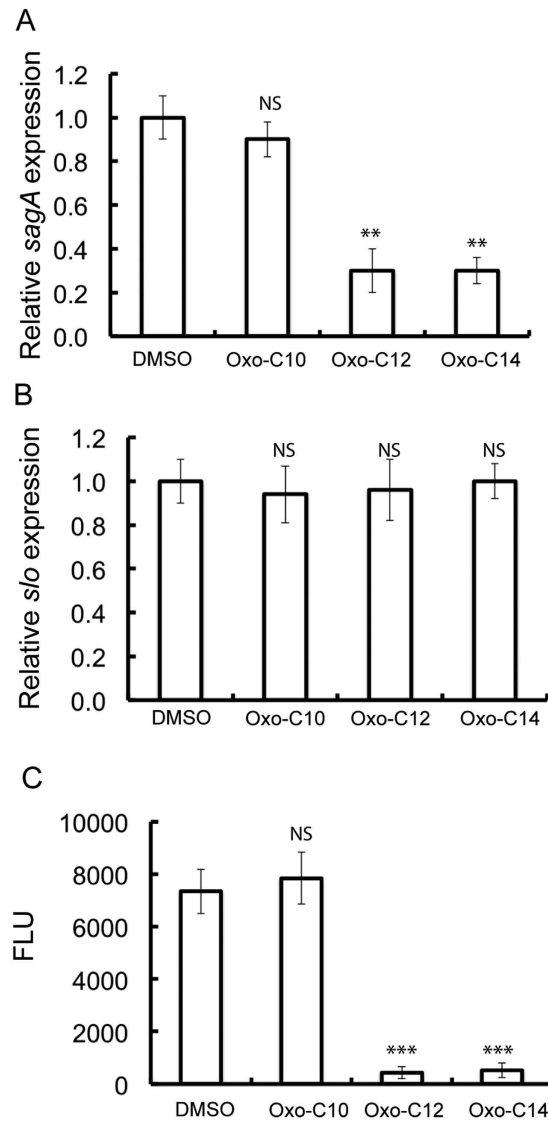 A
Relative sagA expression
1.2
1.0
0.8
0.6
0.4
0.2
0.0
NS
**
**
DMSO Oxo-C10 Oxo-C12 Oxo-C14
B
Relative slo expression
1.2
1.0
0.8
0.6
0.4
0.2
0.0
NS NS NS
DMSO Oxo-C10 Oxo-C12 Oxo-C14
C
FLU
10000
8000
6000
4000
2000
0
NS
*** ***
DMSO Oxo-C10 Oxo-C12 Oxo-C14